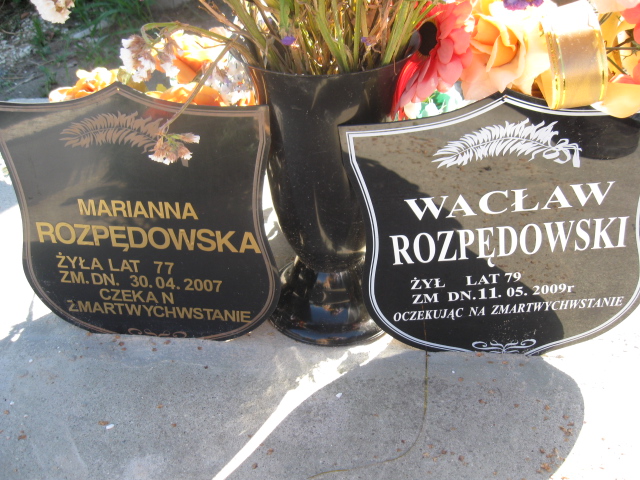 MARIANNA
ROZPĘDOWSKA
ŻYŁA LAT 77
ZM. DN. 30.04.2007
CZEKA N
ZMARTWYCHWSTANIE
WACŁAW
ROZPĘDOWSKI
ŻYŁ LAT 79
ZM DN. 11. 05. 2009r
OCZEKUJĄC NA ZMARTWYCHWSTANIE